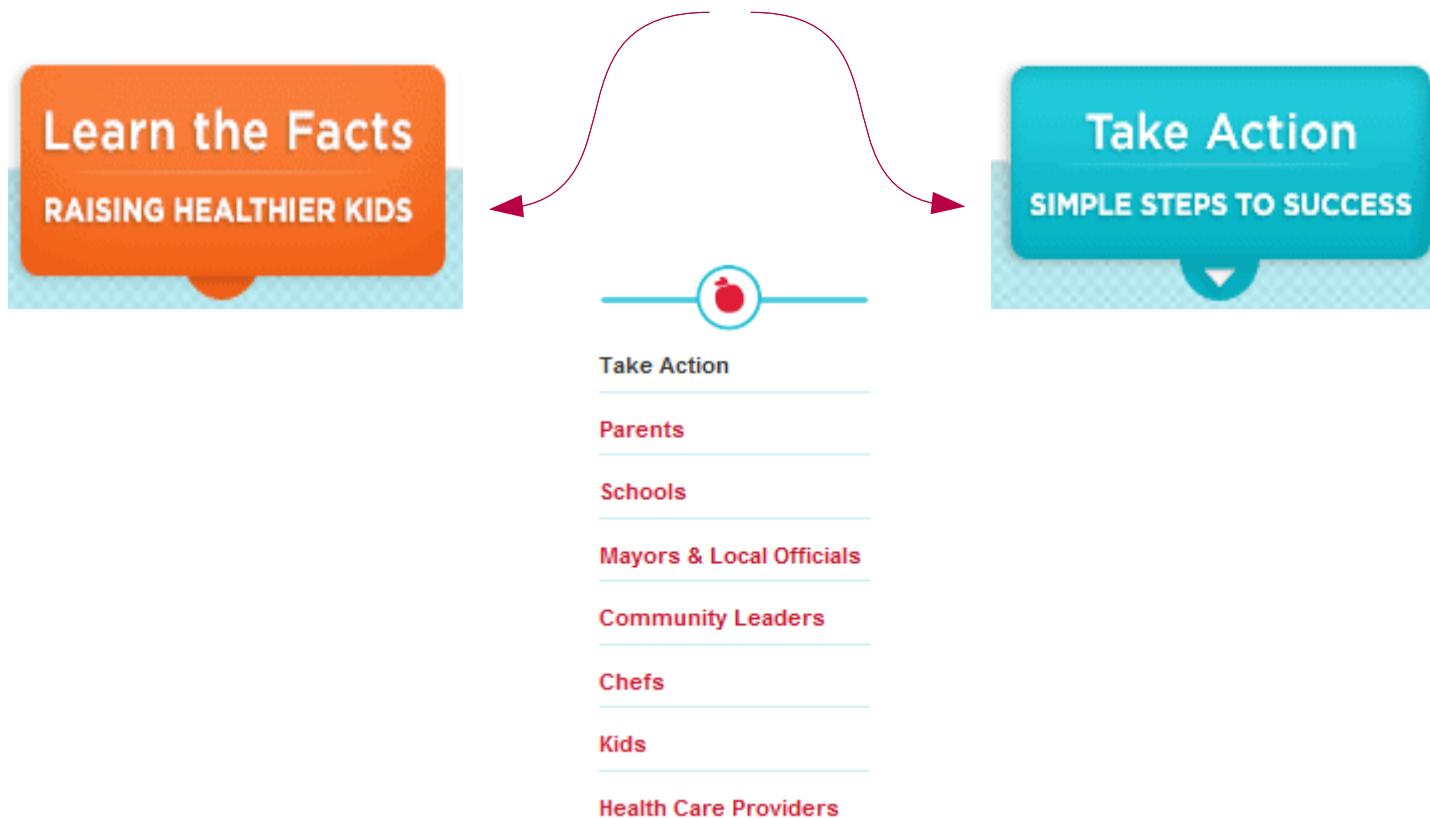 Learn the Facts
RAISING HEALTHIER KIDS
Take Action
SIMPLE STEPS TO SUCCESS
Take Action
Parents
Schools
Mayors & Local Officials
Community Leaders
Chefs
Kids
Health Care Providers